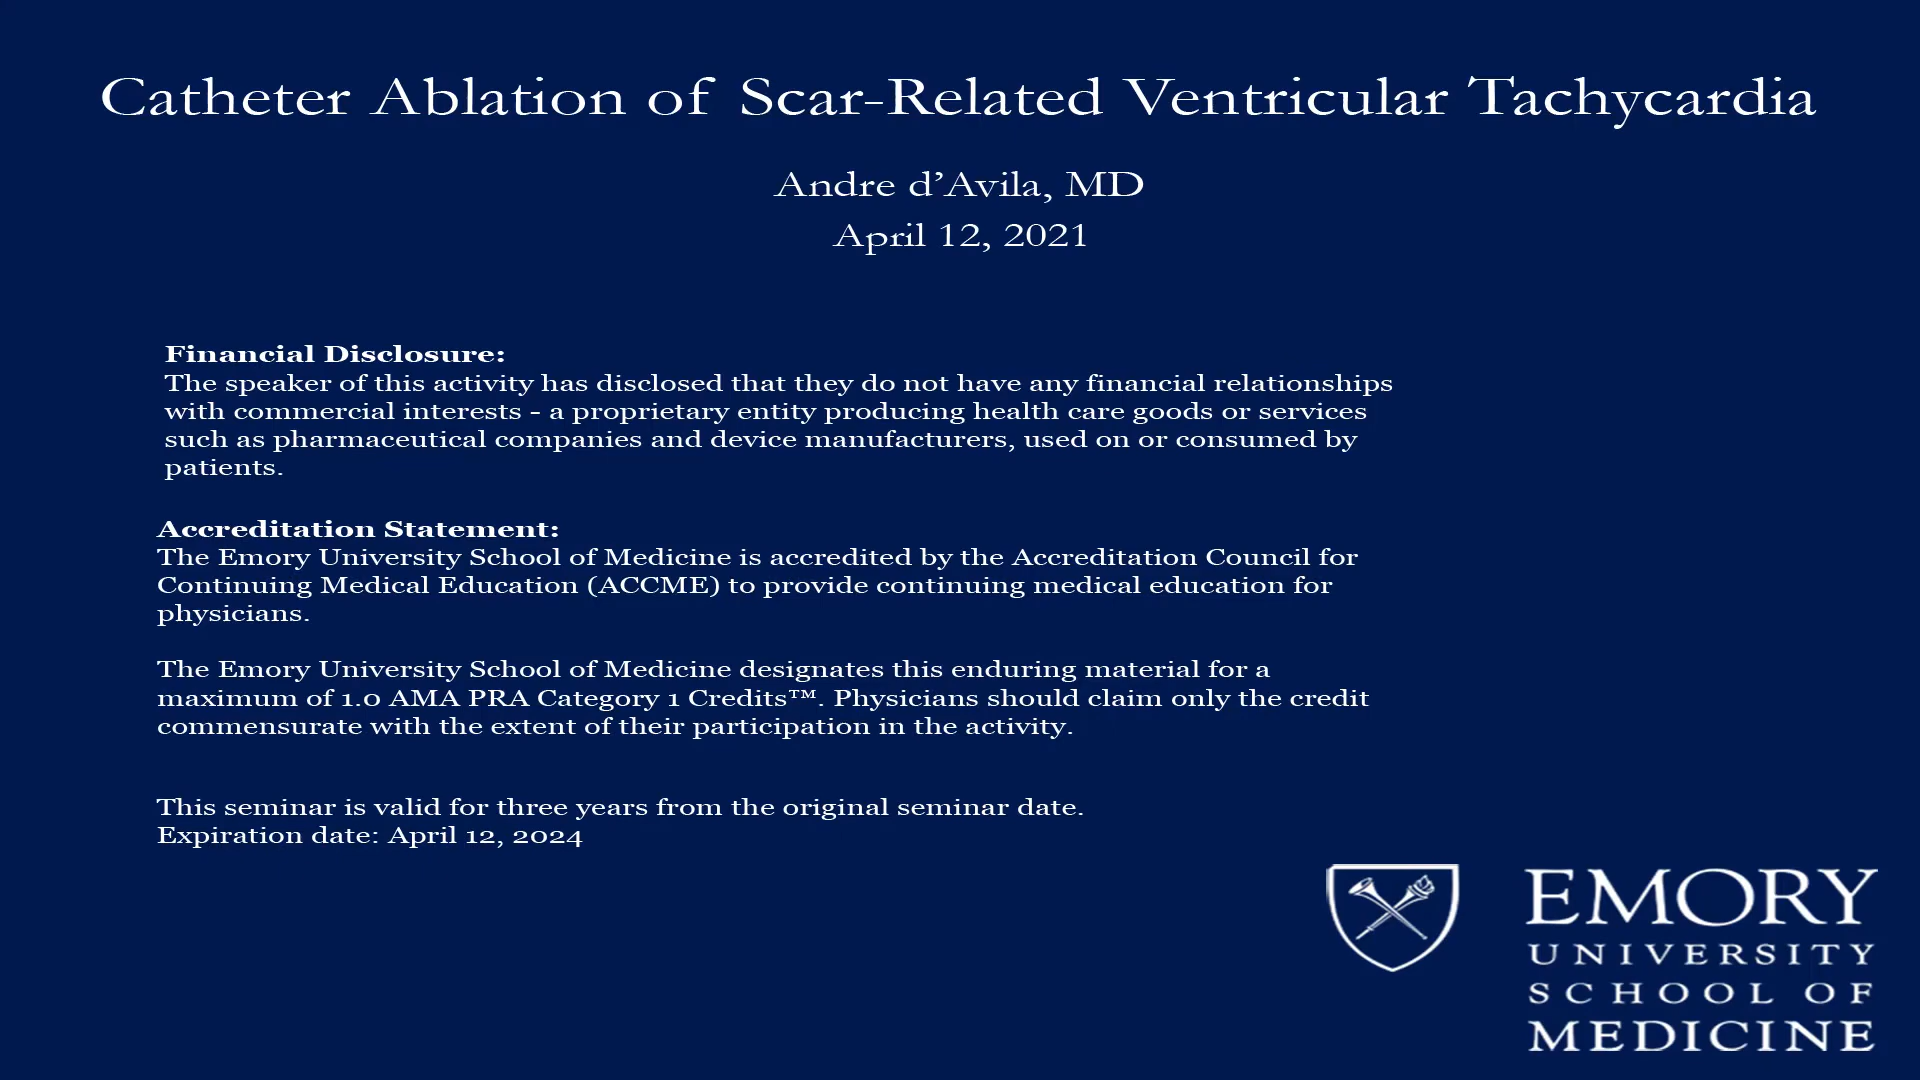 Catheter Ablation of Scar-Related Ventricular Tachycardia
Andre d’Avila, MD
April 12, 2021
Financial Disclosure:
The speaker of this activity has disclosed that they do not have any financial relationships
with commercial interests - a proprietary entity producing health care goods or services
such as pharmaceutical companies and device manufacturers, used on or consumed by
patients.
Accreditation Statement:
The Emory University School of Medicine is accredited by the Accreditation Council for
Continuing Medical Education (ACCME) to provide continuing medical education for
physicians.
The Emory University School of Medicine designates this enduring material for a
maximum of 1.0 AMA PRA Category 1 Credits™. Physicians should claim only the credit
commensurate with the extent of their participation in the activity.
This seminar is valid for three years from the original seminar date.
Expiration date: April 12, 2024
EMORY
UNIVERSITY
SCHOOL OF
MEDICINE